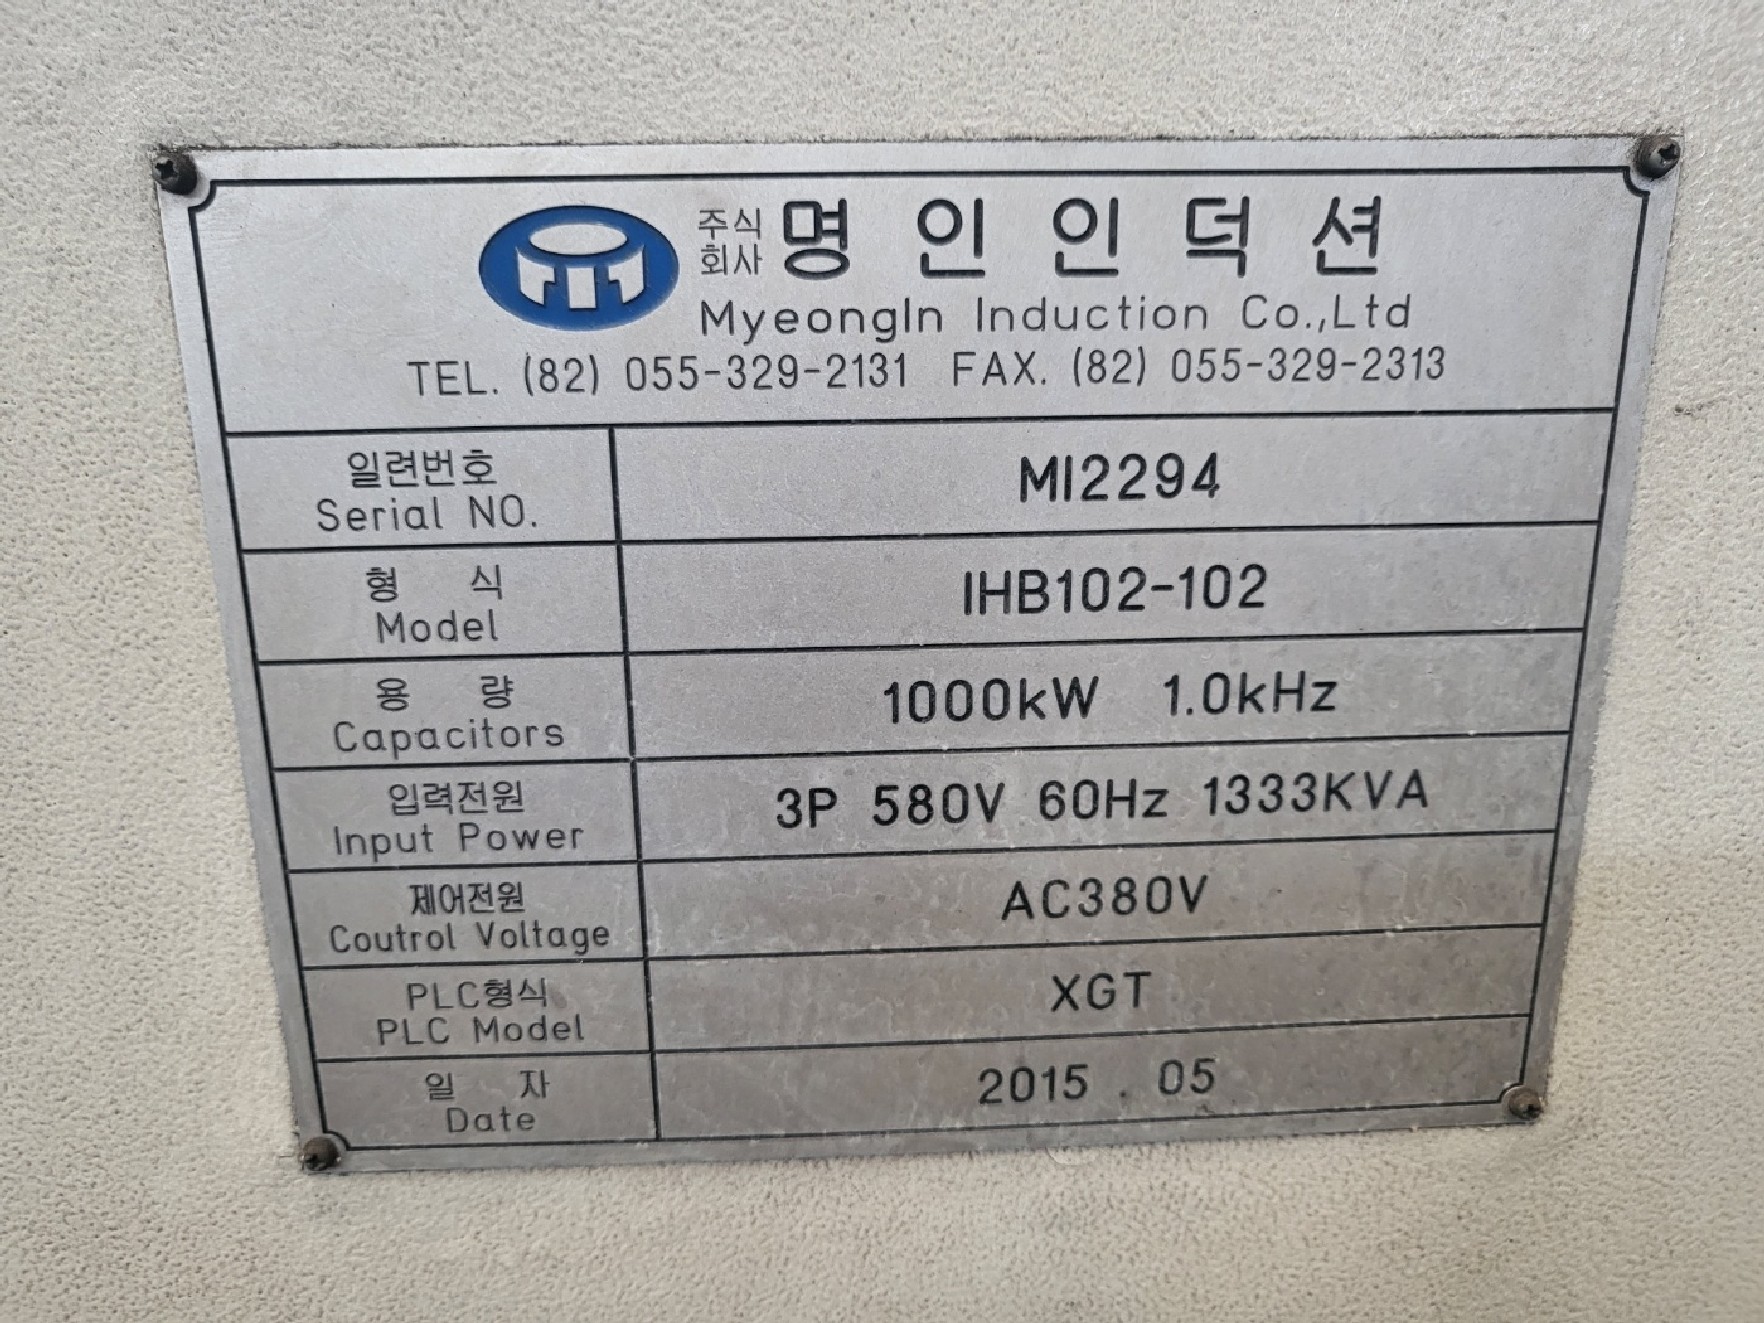 주식회사 명인인덕션
MyeongIn Induction Co.,Ltd
TEL. (82) 055-329-2131 FAX. (82) 055-329-2313
일련번호
Serial NO.
MI2294
형 식
Model
IHB102-102
용 량
Capacitors
1000kW 1.0kHz
입력전원
Input Power
3P 580V 60Hz 1333KVA
제어전원
Coutrol Voltage
AC380V
PLC형식
PLC Model
XGT
일 자
Date
2015 . 05